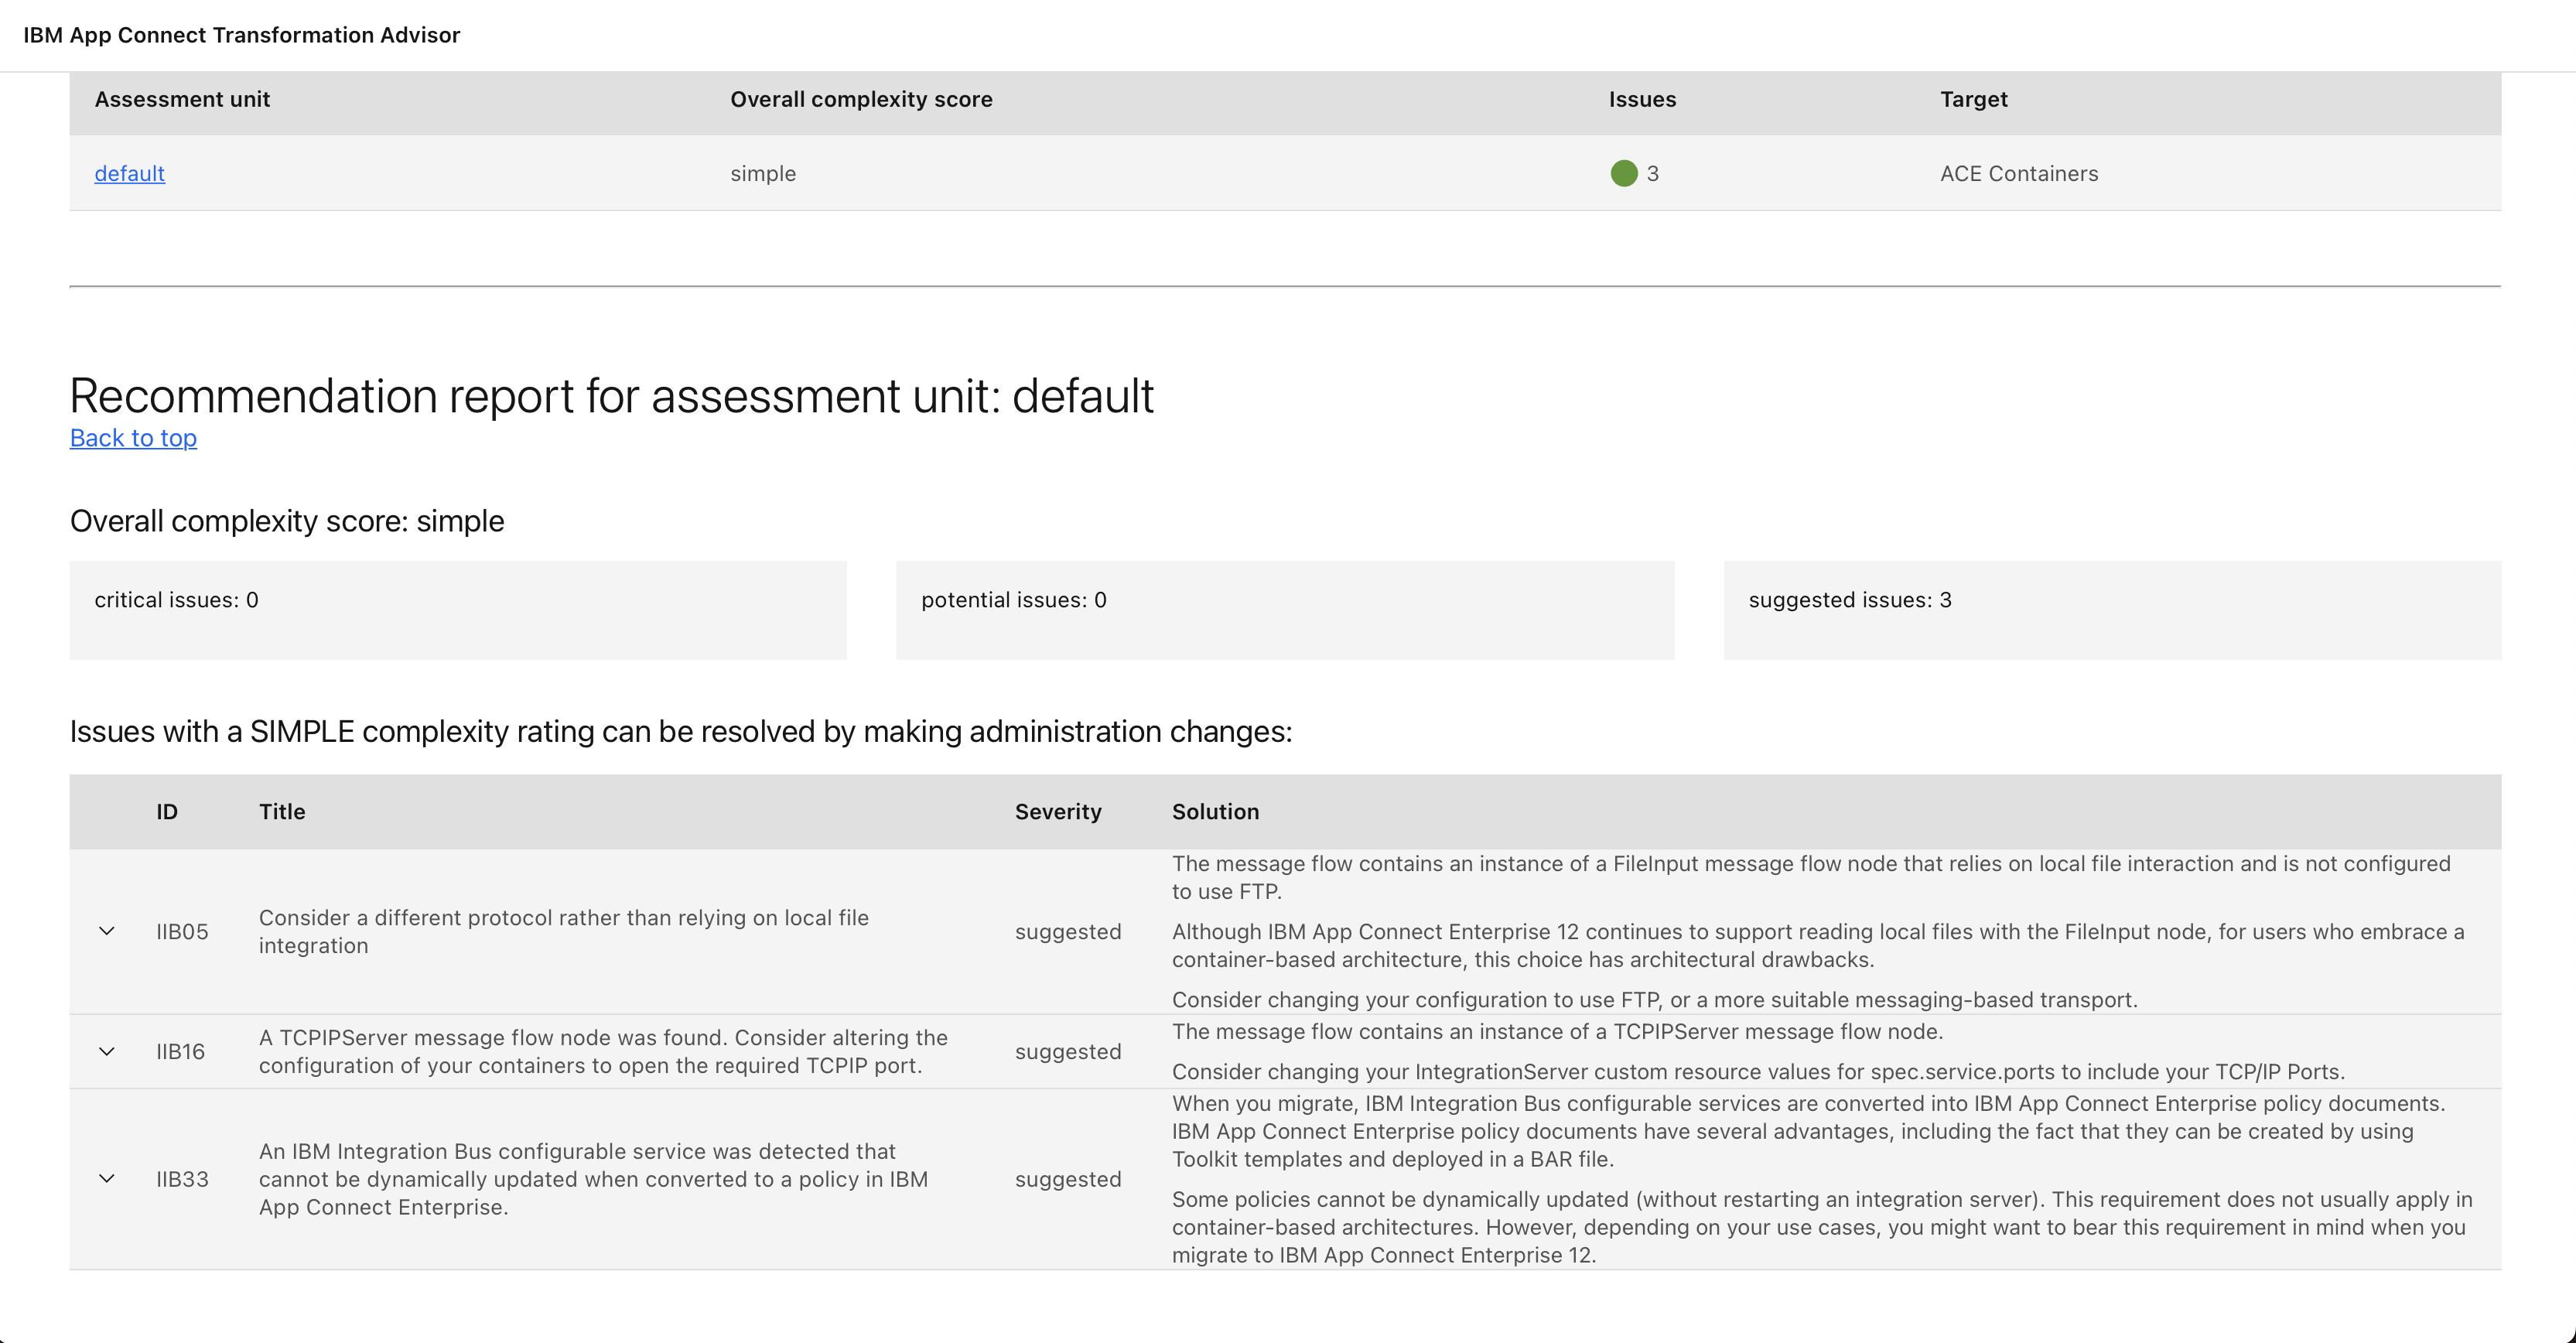 IBM App Connect Transformation Advisor
Assessment unit Overall complexity score Issues Target
default simple 3 ACE Containers
Recommendation report for assessment unit: default
Back to top
Overall complexity score: simple
critical issues: 0
potential issues: 0
suggested issues: 3
Issues with a SIMPLE complexity rating can be resolved by making administration changes:
ID Title Severity Solution
IIB05
Consider a different protocol rather than relying on local file
integration
suggested
The message flow contains an instance of a FileInput message flow node that relies on local file interaction and is not configured
to use FTP.
Although IBM App Connect Enterprise 12 continues to support reading local files with the FileInput node, for users who embrace a
container-based architecture, this choice has architectural drawbacks.
Consider changing your configuration to use FTP, or a more suitable messaging-based transport.
IIB16
A TCPIPServer message flow node was found. Consider altering the
configuration of your containers to open the required TCPIP port.
suggested
The message flow contains an instance of a TCPIPServer message flow node.
Consider changing your IntegrationServer custom resource values for spec.service.ports to include your TCP/IP Ports.
IIB33
An IBM Integration Bus configurable service was detected that
cannot be dynamically updated when converted to a policy in IBM
App Connect Enterprise.
suggested
When you migrate, IBM Integration Bus configurable services are converted into IBM App Connect Enterprise policy documents.
IBM App Connect Enterprise policy documents have several advantages, including the fact that they can be created by using
Toolkit templates and deployed in a BAR file.
Some policies cannot be dynamically updated (without restarting an integration server). This requirement does not usually apply in
container-based architectures. However, depending on your use cases, you might want to bear this requirement in mind when you
migrate to IBM App Connect Enterprise 12.